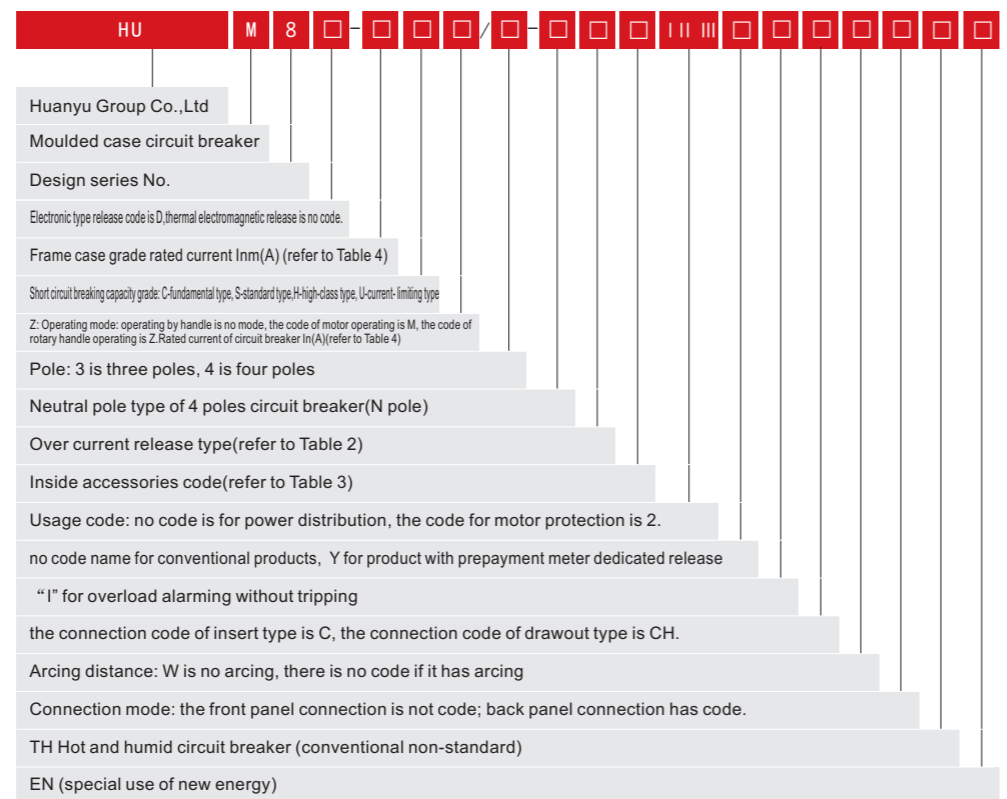 HU M 8 □-□□□/□-□□□ I II III □□□□□□□
Huanyu Group Co.,Ltd
Moulded case circuit breaker
Design series No.
Electronic type release code is D,thermal electromagnetic release is no code.
Frame case grade rated current Inm(A) (refer to Table 4)
Short circuit breaking capacity grade: C-fundamental type, S-standard type,H-high-class type, U-current- limiting type
Z: Operating mode: operating by handle is no mode, the code of motor operating is M, the code of
rotary handle operating is Z.Rated current of circuit breaker In(A)(refer to Table 4)
Pole: 3 is three poles, 4 is four poles
Neutral pole type of 4 poles circuit breaker(N pole)
Over current release type(refer to Table 2)
Inside accessories code(refer to Table 3)
Usage code: no code is for power distribution, the code for motor protection is 2.
no code name for conventional products, Y for product with prepayment meter dedicated release
“I” for overload alarming without tripping
the connection code of insert type is C, the connection code of drawout type is CH.
Arcing distance: W is no arcing, there is no code if it has arcing
Connection mode: the front panel connection is not code; back panel connection has code.
TH Hot and humid circuit breaker (conventional non-standard)
EN (special use of new energy)